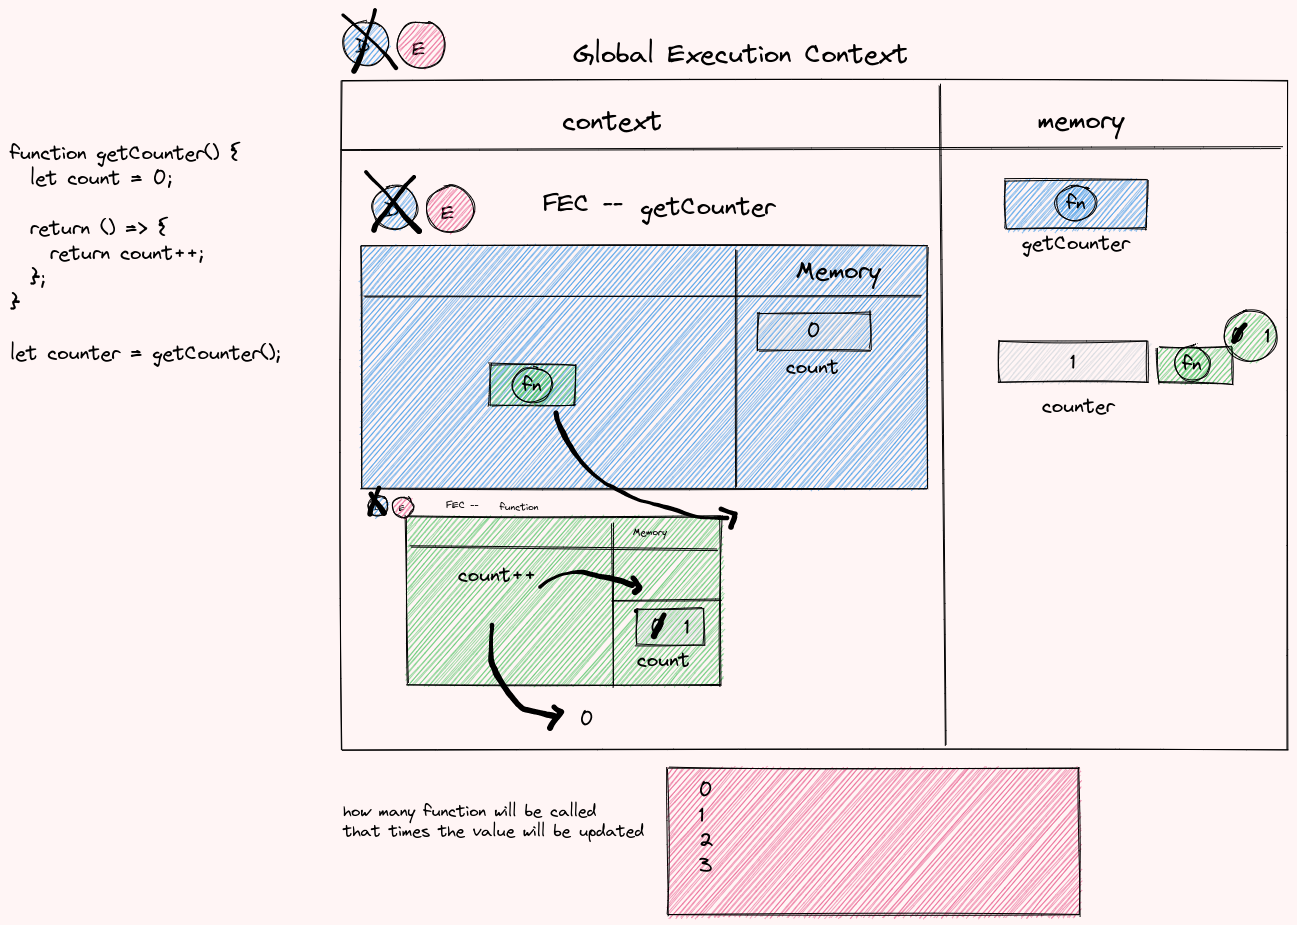 E
Global Execution Context
context
memory
function getCounter() {
let count = 0;
return () => {
return count++;
};
}
let counter = getCounter();
D
E
FEC -- getCounter
fn
getCounter
Memory
0
count
fn
1
fn
0 1
counter
E
FEC -- function
Memory
count++
0 1
count
0
how many function will be called
that times the value will be updated
0
1
2
3